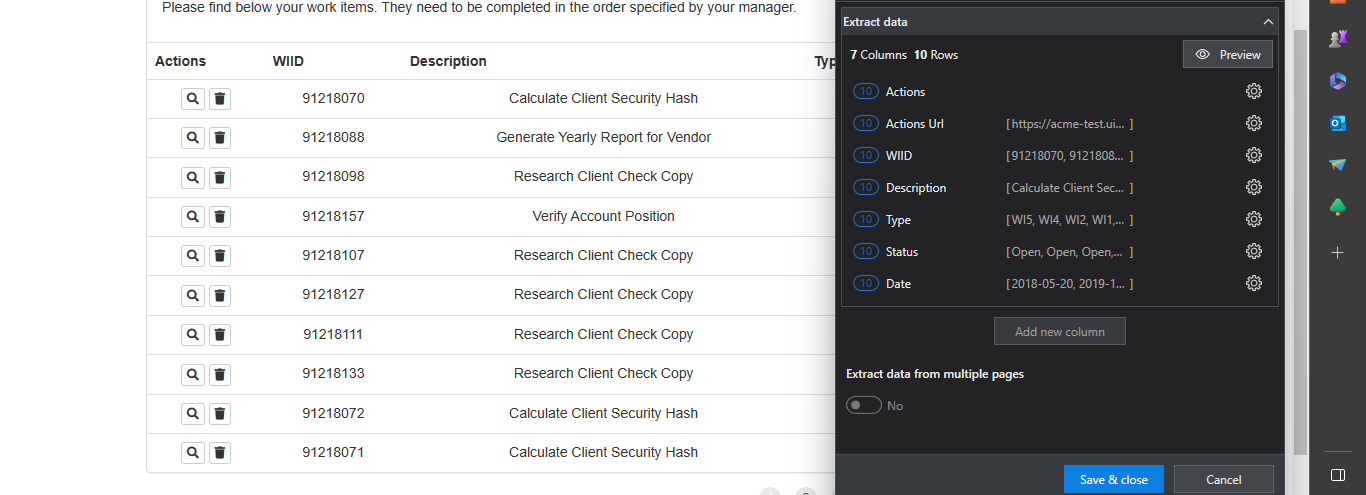 Please find below your work items. They need to be completed in the order specified by your manager.
Actions WIID Description Typ
91218070 Calculate Client Security Hash
91218088 Generate Yearly Report for Vendor
91218098 Research Client Check Copy
91218157 Verify Account Position
91218107 Research Client Check Copy
91218127 Research Client Check Copy
91218111 Research Client Check Copy
91218133 Research Client Check Copy
91218072 Calculate Client Security Hash
91218071 Calculate Client Security Hash
Extract data
7 Columns 10 Rows Preview
10 Actions
10 Actions Url [ https://acme-test.ui... ]
10 WIID [ 91218070, 9121808... ]
10 Description [ Calculate Client Sec... ]
10 Type [ WI5, WI4, WI2, WI1,... ]
10 Status [ Open, Open, Open,... ]
10 Date [ 2018-05-20, 2019-1... ]
Add new column
Extract data from multiple pages
No
Save & close Cancel